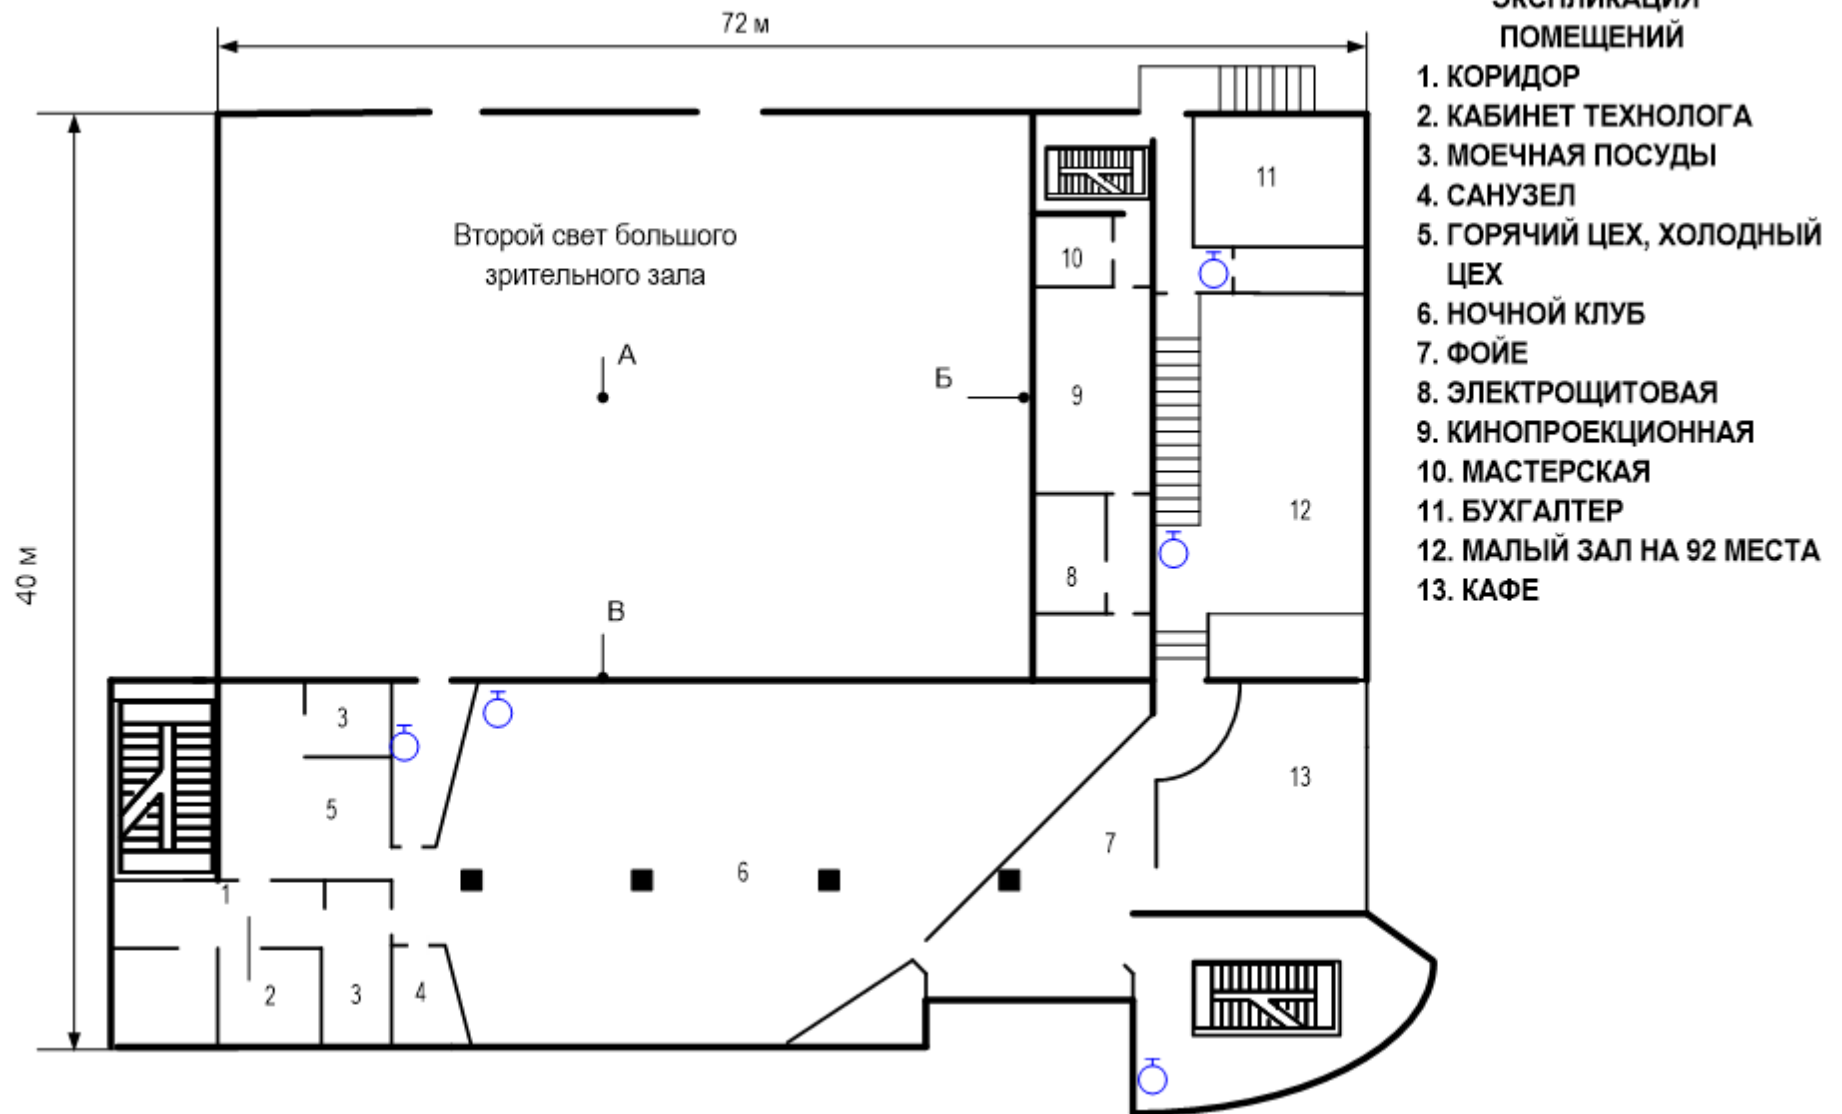 72 м
40 м
Второй свет большого
зрительного зала
А
Б
В
11
10
9
12
8
3
5
13
7
6
1
2
3
4
ЭКСПЛИКАЦИЯ
ПОМЕЩЕНИЙ
1. КОРИДОР
2. КАБИНЕТ ТЕХНОЛОГА
3. МОЕЧНАЯ ПОСУДЫ
4. САНУЗЕЛ
5. ГОРЯЧИЙ ЦЕХ, ХОЛОДНЫЙ
ЦЕХ
6. НОЧНОЙ КЛУБ
7. ФОЙЕ
8. ЭЛЕКТРОЩИТОВАЯ
9. КИНОПРОЕКЦИОННАЯ
10. МАСТЕРСКАЯ
11. БУХГАЛТЕР
12. МАЛЫЙ ЗАЛ НА 92 МЕСТА
13. КАФЕ